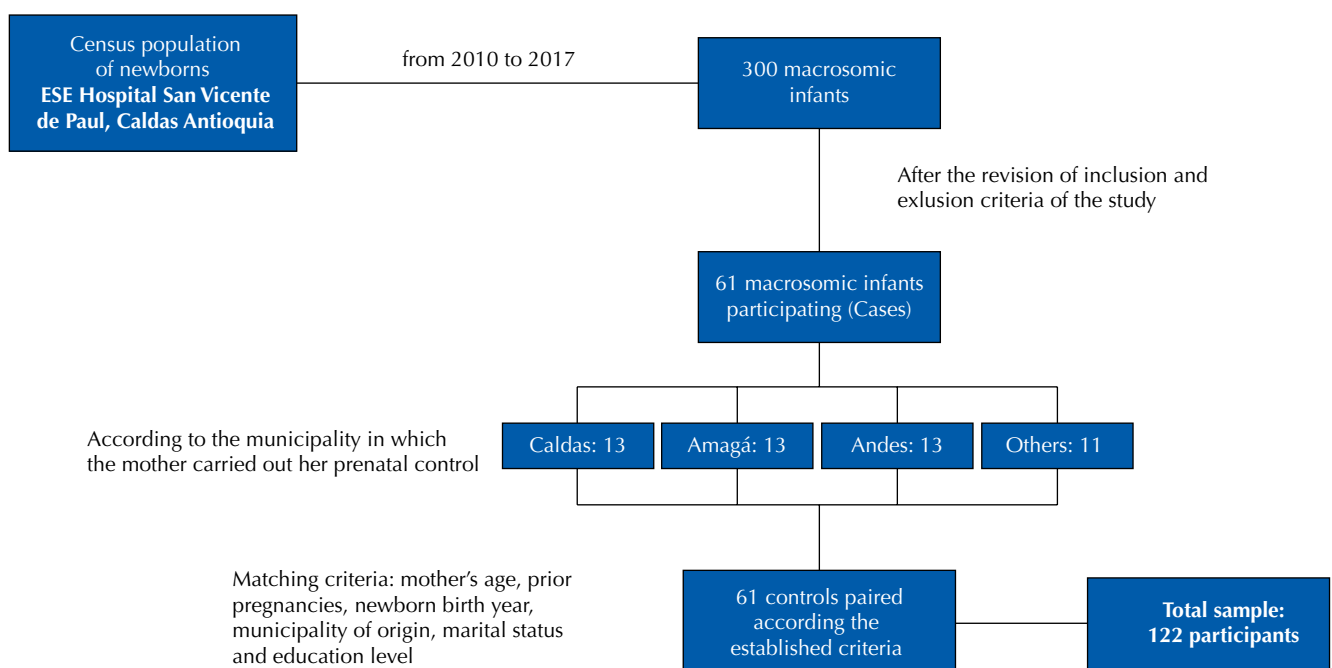 Census population
of newborns
ESE Hospital San Vicente
de Paul, Caldas Antioquia
from 2010 to 2017
300 macrosomic
infants
After the revision of inclusion and
exlusion criteria of the study
61 macrosomic infants
participating (Cases)
According to the municipality in which
the mother carried out her prenatal control
Caldas: 13
Amagá: 13
Andes: 13
Others: 11
Matching criteria: mother's age, prior
pregnancies, newborn birth year,
municipality of origin, marital status
and education level
61 controls paired
according the
established criteria
Total sample:
122 participants